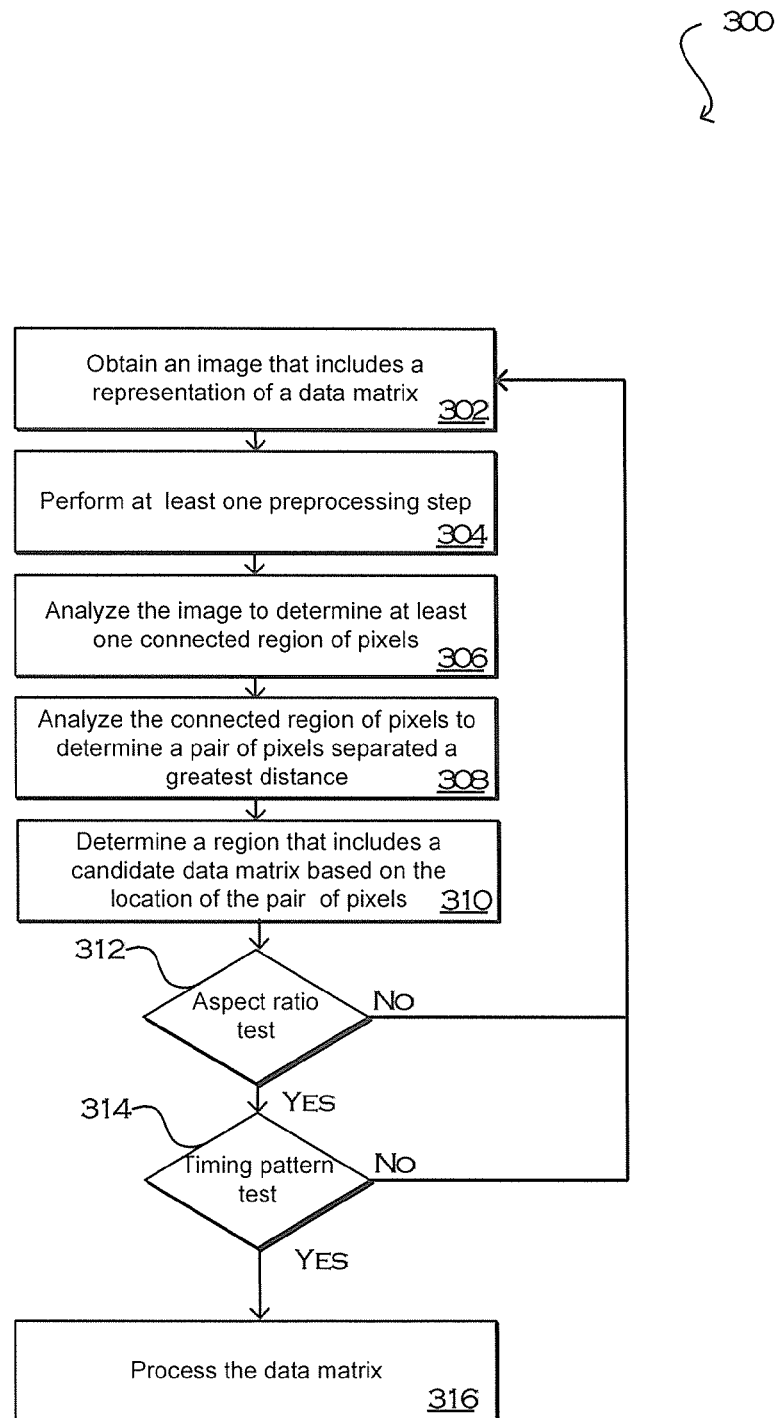 300
Obtain an image that includes a
representation of a data matrix
302
Perform at least one preprocessing step
304
Analyze the image to determine at least
one connected region of pixels
306
Analyze the connected region of pixels to
determine a pair of pixels separated a
greatest distance
308
Determine a region that includes a
candidate data matrix based on the
location of the pair of pixels
310
312
Aspect ratio
test
No
Yes
314
Timing pattern
test
No
Yes
Process the data matrix
316